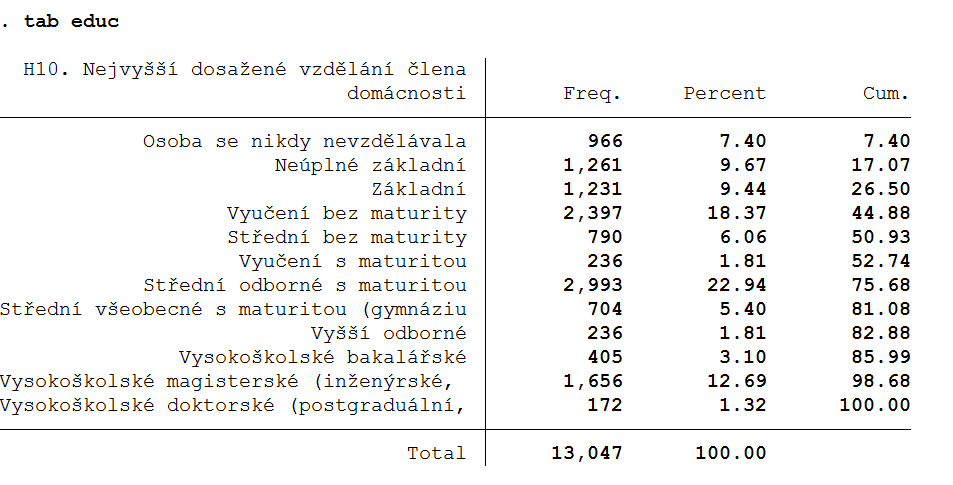 . tab educ
H10. Nejvyšší dosažené vzdělání člena
domácnosti Freq. Percent Cum.
Osoba se nikdy nevzdělávala 966 7.40 7.40
Neúplné základní 1,261 9.67 17.07
Základní 1,231 9.44 26.50
Vyučení bez maturity 2,397 18.37 44.88
Střední bez maturity 790 6.06 50.93
Vyučení s maturitou 236 1.81 52.74
Střední odborné s maturitou 2,993 22.94 75.68
Střední všeobecné s maturitou (gymnáziu 704 5.40 81.08
Vyšší odborné 236 1.81 82.88
Vysokoškolské bakalářské 405 3.10 85.99
Vysokoškolské magisterské (inženýrské, 1,656 12.69 98.68
Vysokoškolské doktorské (postgraduální, 172 1.32 100.00
Total 13,047 100.00